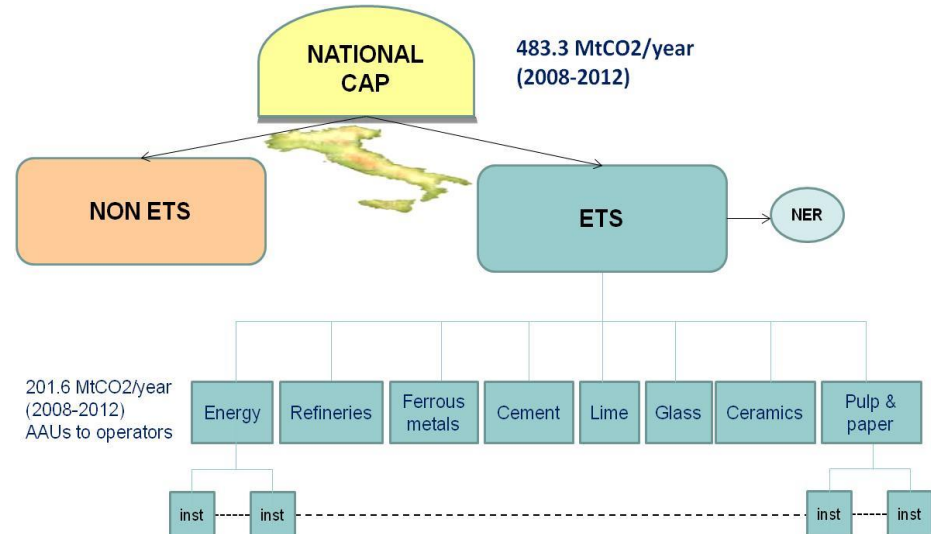 NATIONAL
CAP
483.3 MtCO2/year
(2008-2012)
NON ETS
ETS
NER
201.6 MtCO2/year
(2008-2012)
AAUs to operators
Energy
Refineries
Ferrous
metals
Cement
Lime
Glass
Ceramics
Pulp &
paper
inst
inst
inst
inst